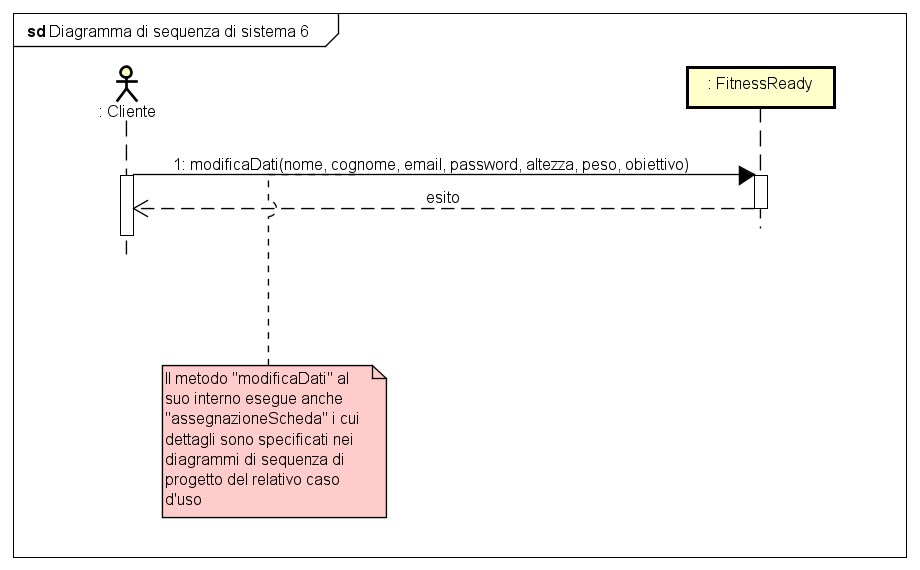 sd Diagramma di sequenza di sistema 6
: Cliente
: FitnessReady
1: modificaDati(nome, cognome, email, password, altezza, peso, obiettivo)
esito
Il metodo "modificaDati" al
suo interno esegue anche
"assegnazioneScheda" i cui
dettagli sono specificati nei
diagrammi di sequenza di
progetto del relativo caso
d'uso